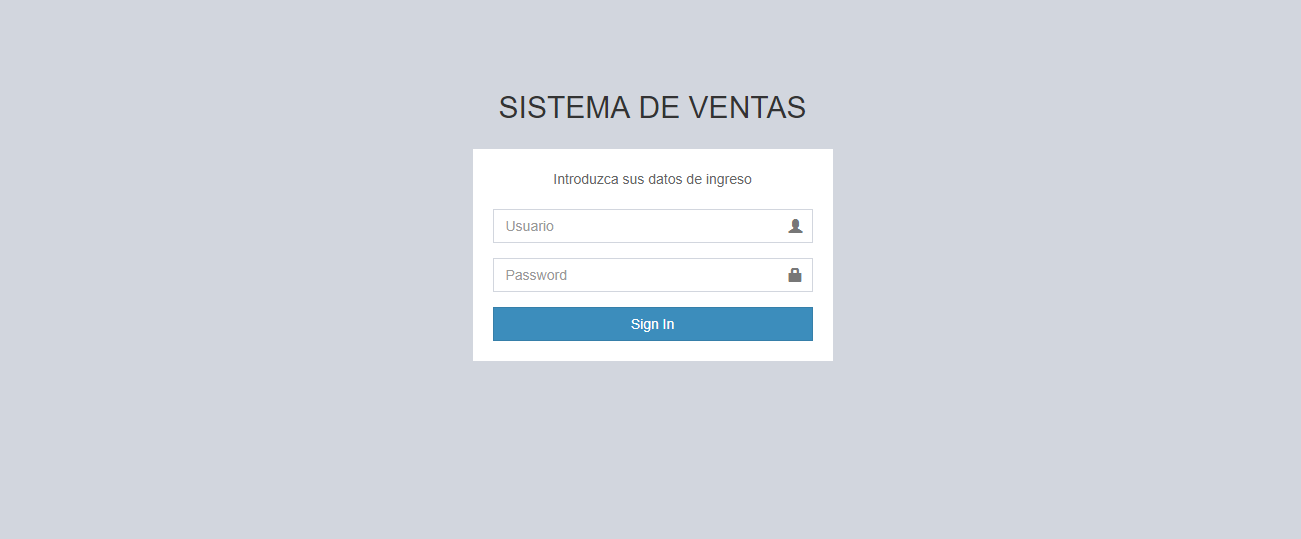 SISTEMA DE VENTAS
Introduzca sus datos de ingreso
Usuario
Password
Sign In